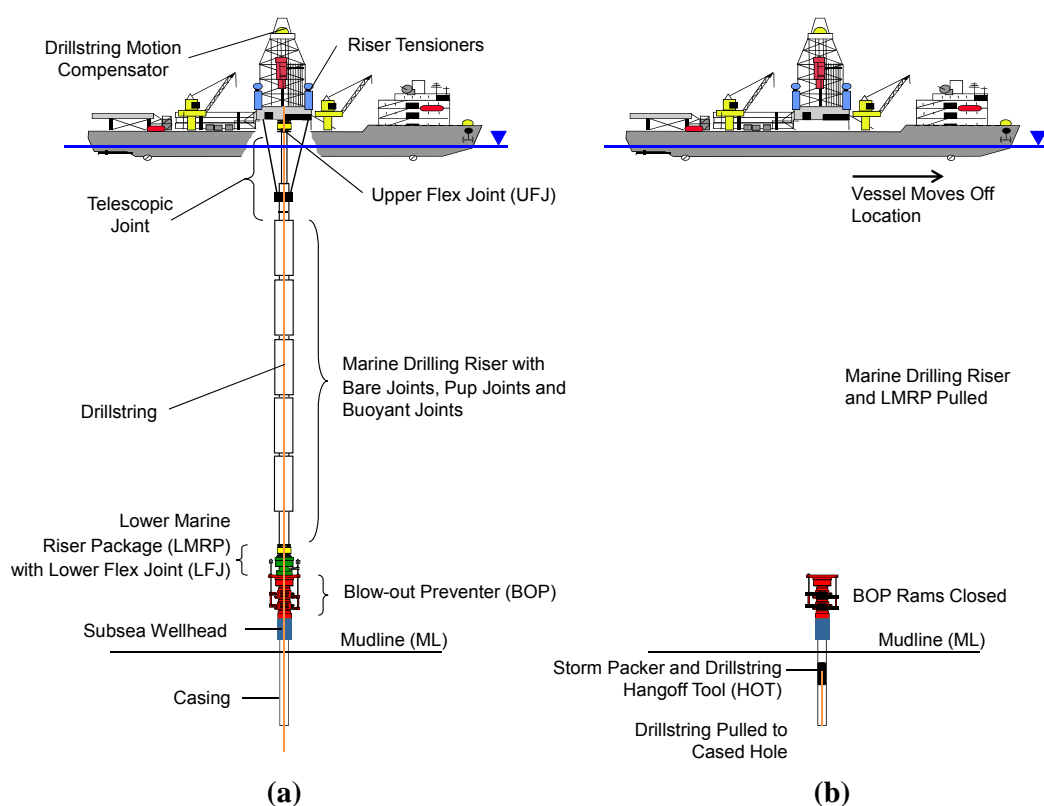 Drillstring Motion
Compensator
Riser Tensioners
Upper Flex Joint (UFJ)
Telescopic
Joint
Marine Drilling Riser with
Bare Joints, Pup Joints and
Buoyant Joints
Drillstring
Lower Marine
Riser Package (LMRP)
with Lower Flex Joint (LFJ)
Blow-out Preventer (BOP)
Subsea Wellhead
Mudline (ML)
Casing
(a)
Vessel Moves Off
Location
Marine Drilling Riser
and LMRP Pulled
BOP Rams Closed
Mudline (ML)
Storm Packer and Drillstring
Hangoff Tool (HOT)
Drillstring Pulled to
Cased Hole
(b)